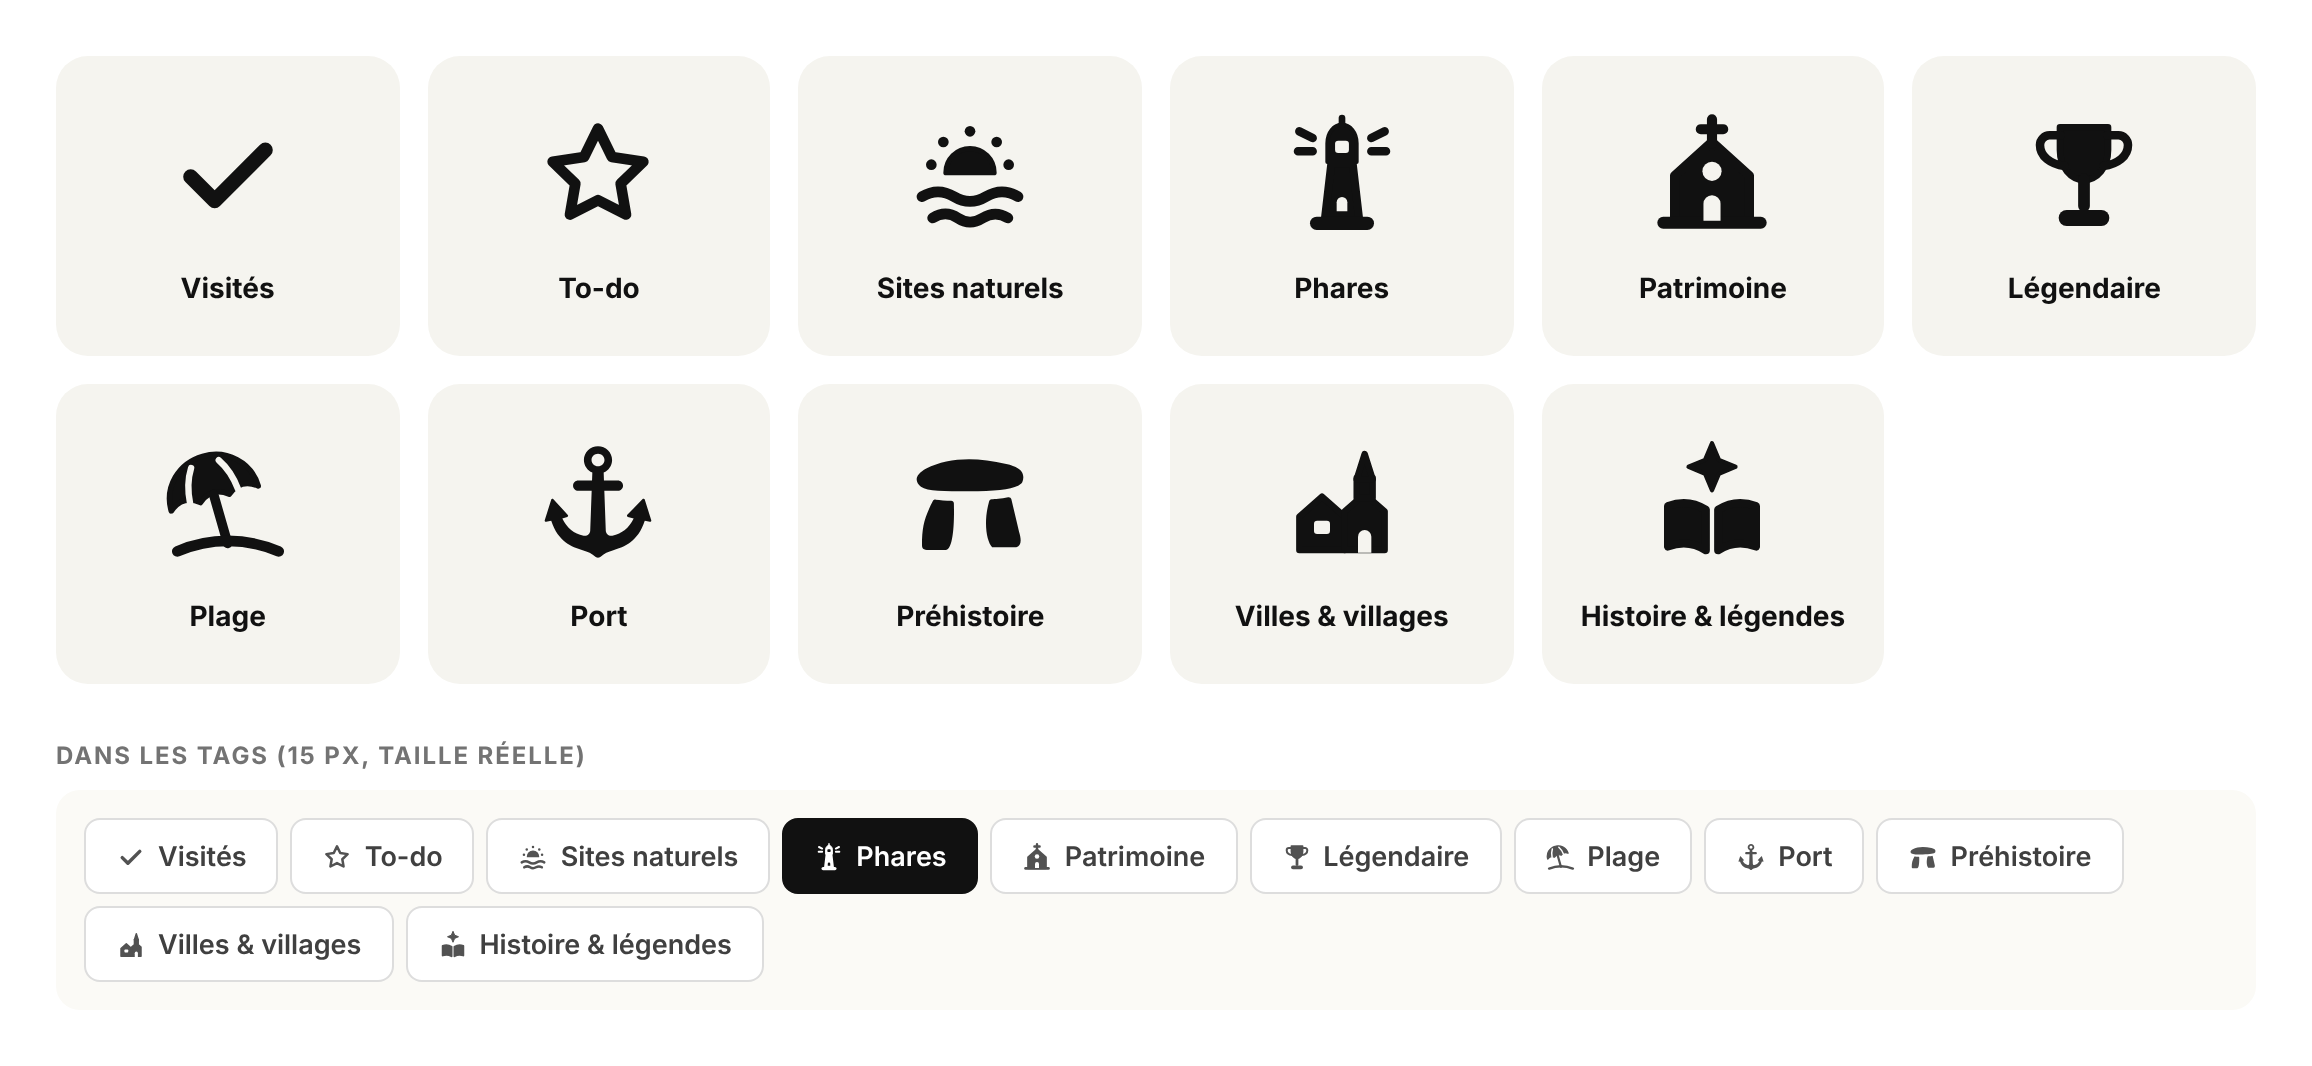 Visités
To-do
Sites naturels
Phares
Patrimoine
Légendaire
Plage
Port
Préhistoire
Villes & villages
Histoire & légendes
DANS LES TAGS (15 PX, TAILLE RÉELLE)
Visités
To-do
Sites naturels
Phares
Patrimoine
Légendaire
Plage
Port
Préhistoire
Villes & villages
Histoire & légendes